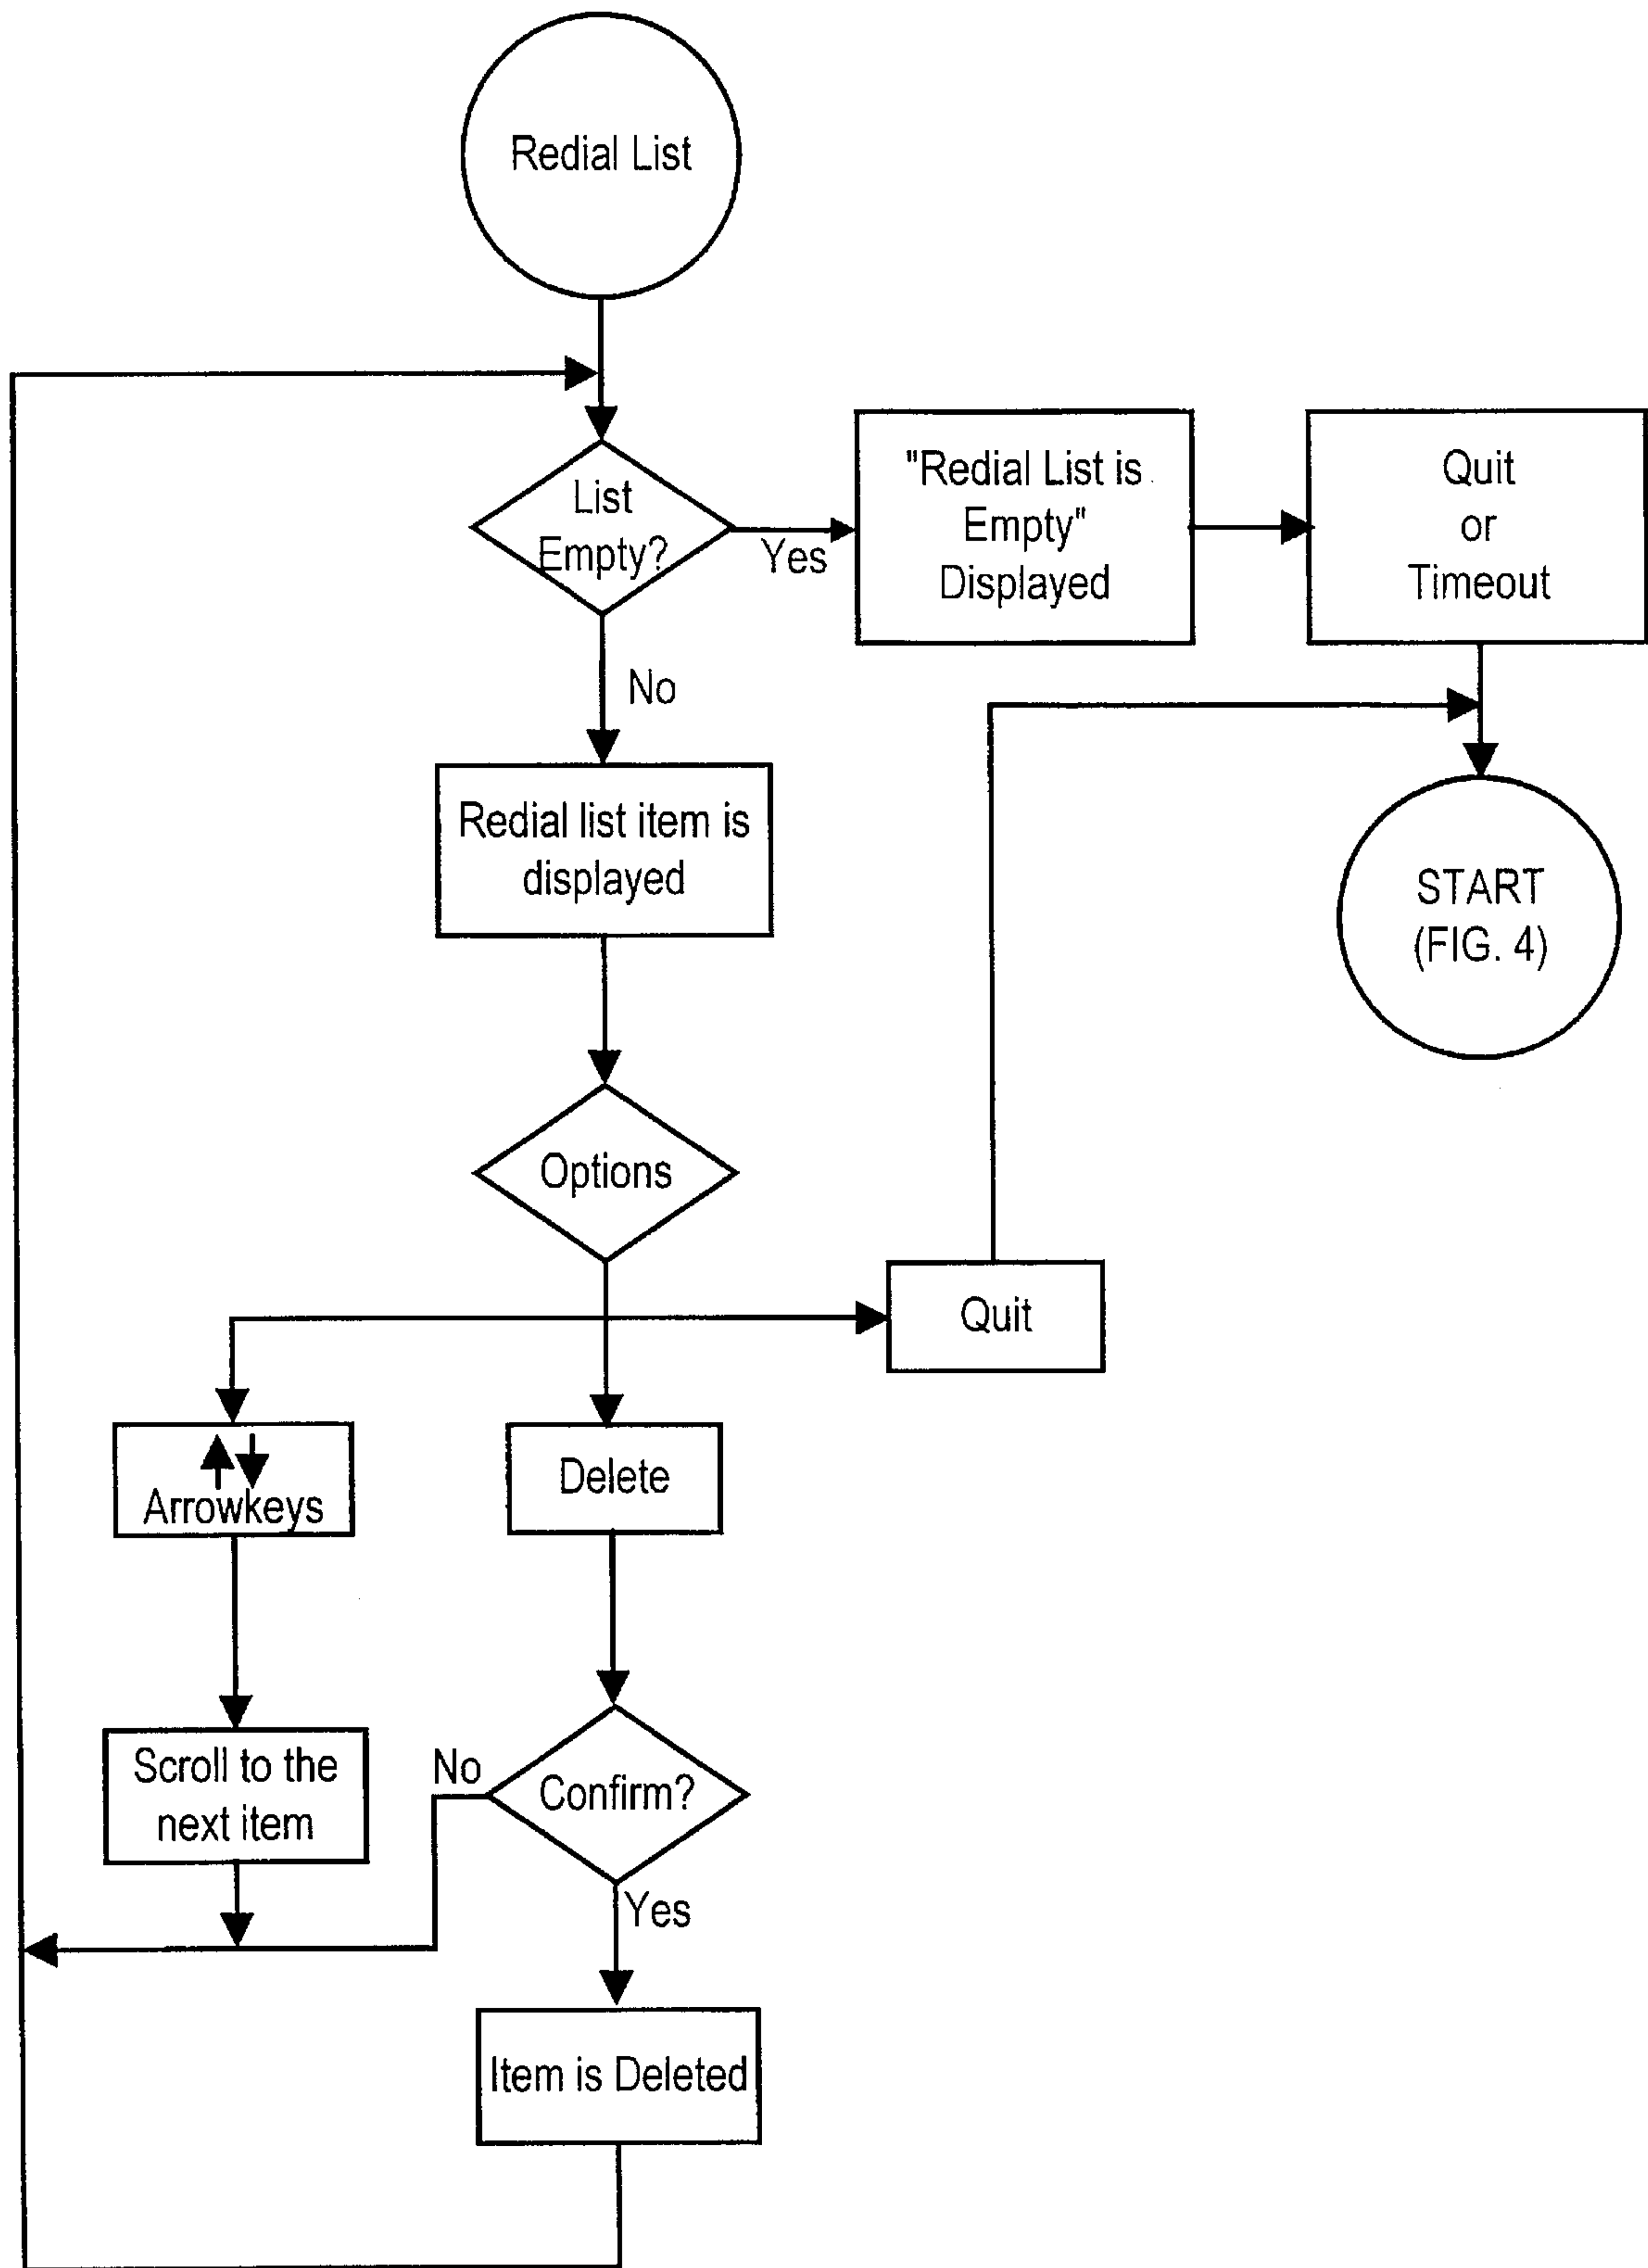 Redial List
List
Empty?
Yes
"Redial List is
Empty"
Displayed
Quit
or
Timeout
No
Redial list item is
displayed
START
(FIG. 4)
Options
Quit
Arrowkeys
Delete
Scroll to the
next item
No
Confirm?
Yes
Item is Deleted